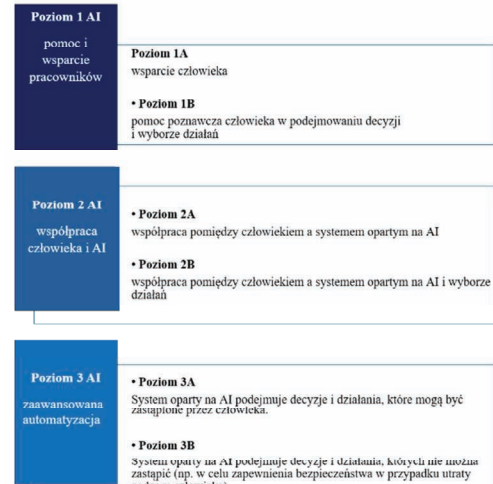 Poziom 1 AI
pomoc i
wsparcie
pracowników
Poziom 1A
wsparcie człowieka
• Poziom 1B
pomoc poznawcza człowieka w podejmowaniu decyzji
i wyborze działań
Poziom 2 AI
współpraca
człowieka i AI
• Poziom 2A
współpraca pomiędzy człowiekiem a systemem opartym na AI
• Poziom 2B
współpraca pomiędzy człowiekiem a systemem opartym na AI i wyborze
działań
Poziom 3 AI
zaawansowana
automatyzacja
• Poziom 3A
System oparty na AI podejmuje decyzje i działania, które mogą być
zastąpione przez człowieka.
• Poziom 3B
System oparty na AI podejmuje decyzje i działania, których nie można
zastąpić (np. w celu zapewnienia bezpieczeństwa w przypadku utraty